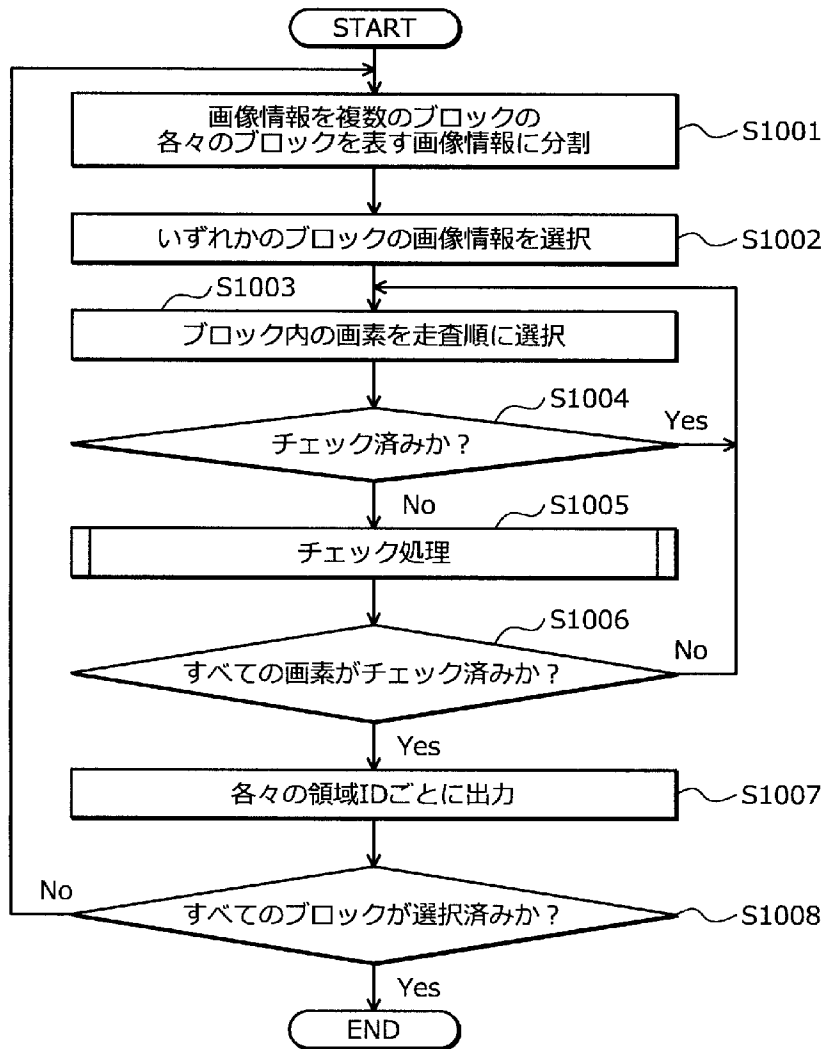 START
画像情報を複数のブロックの
各々のブロックを表す画像情報に分割
S1001
いずれかのブロックの画像情報を選択
S1002
S1003
ブロック内の画素を走査順に選択
S1004
チェック済みか？
Yes
No
S1005
チェック処理
S1006
すべての画素がチェック済みか？
No
Yes
各々の領域IDごとに出力
S1007
No
すべてのブロックが選択済みか？
S1008
Yes
END